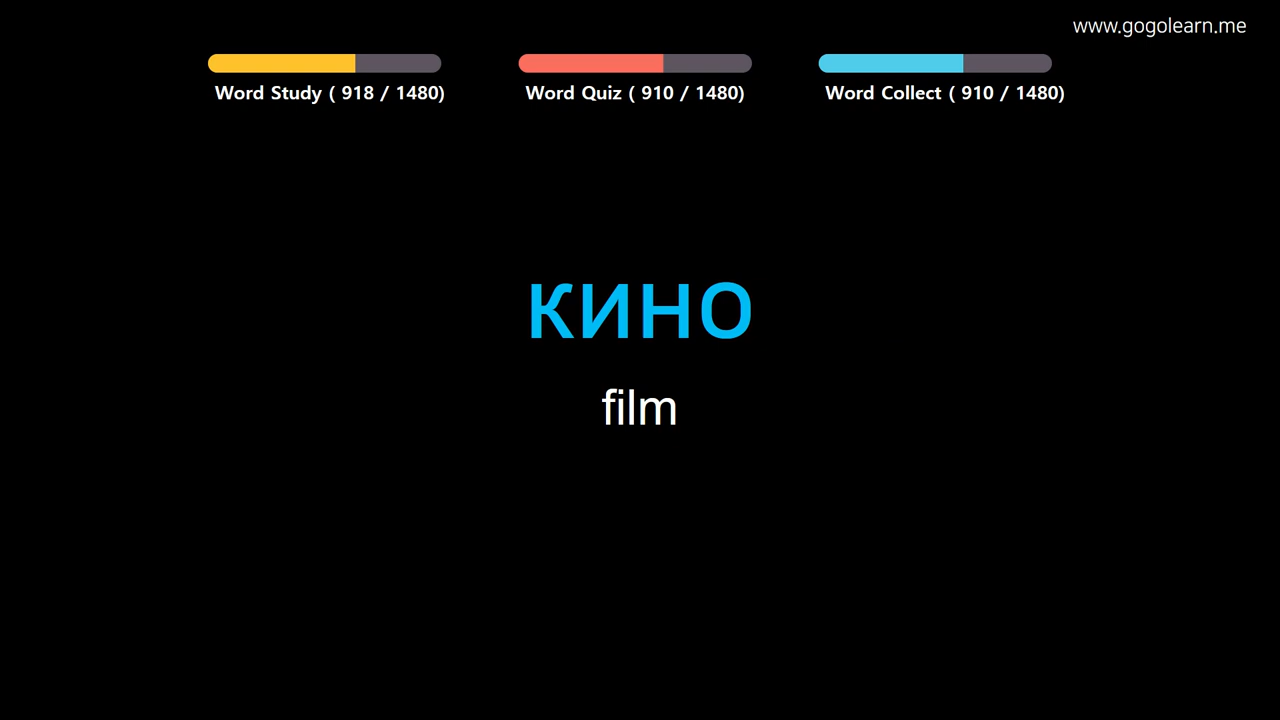 www.gogolearn.me
Word Study ( 918 / 1480)
Word Quiz ( 910 / 1480)
Word Collect ( 910 / 1480)
кино
film